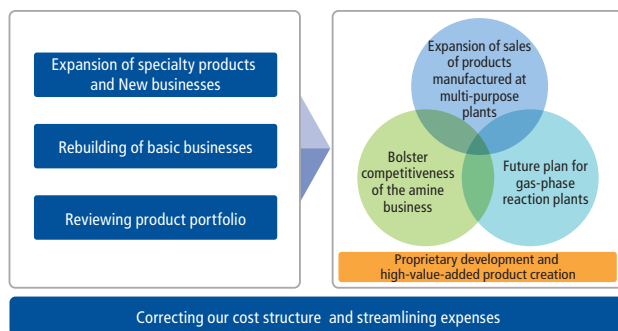 Expansion of specialty products
and New businesses
Rebuilding of basic businesses
Reviewing product portfolio
Expansion of sales
of products
manufactured at
multi-purpose
plants
Bolster
competitiveness
of the amine
business
Future plan for
gas-phase
reaction plants
Proprietary development and
high-value-added product creation
Correcting our cost structure and streamlining expenses